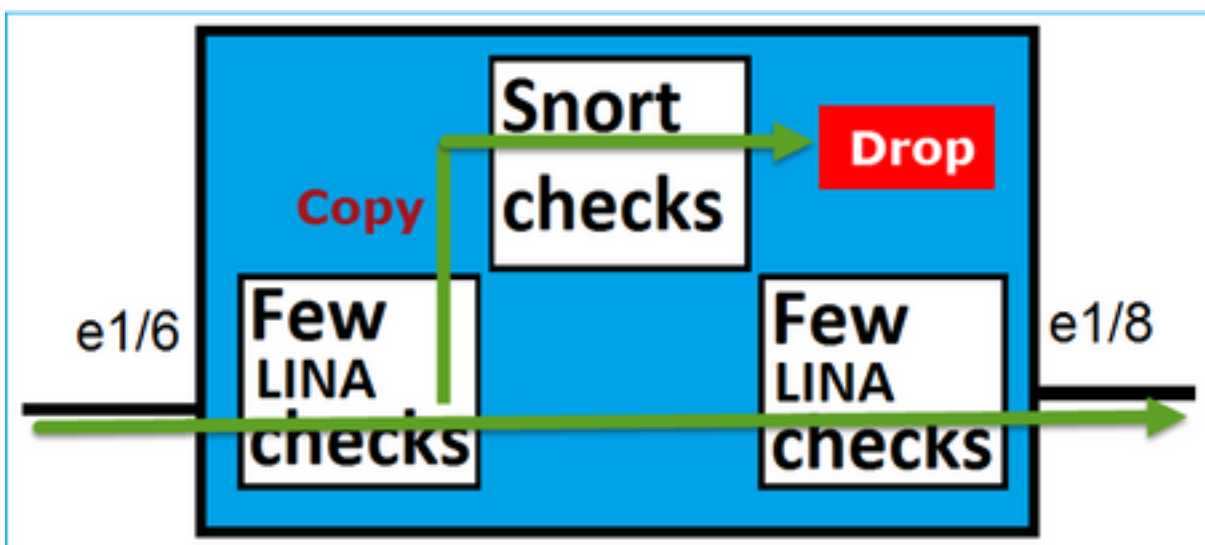 Snort
checks
Drop
Copy
e1/6
Few
LINA
checks
Few
LINA
checks
e1/8